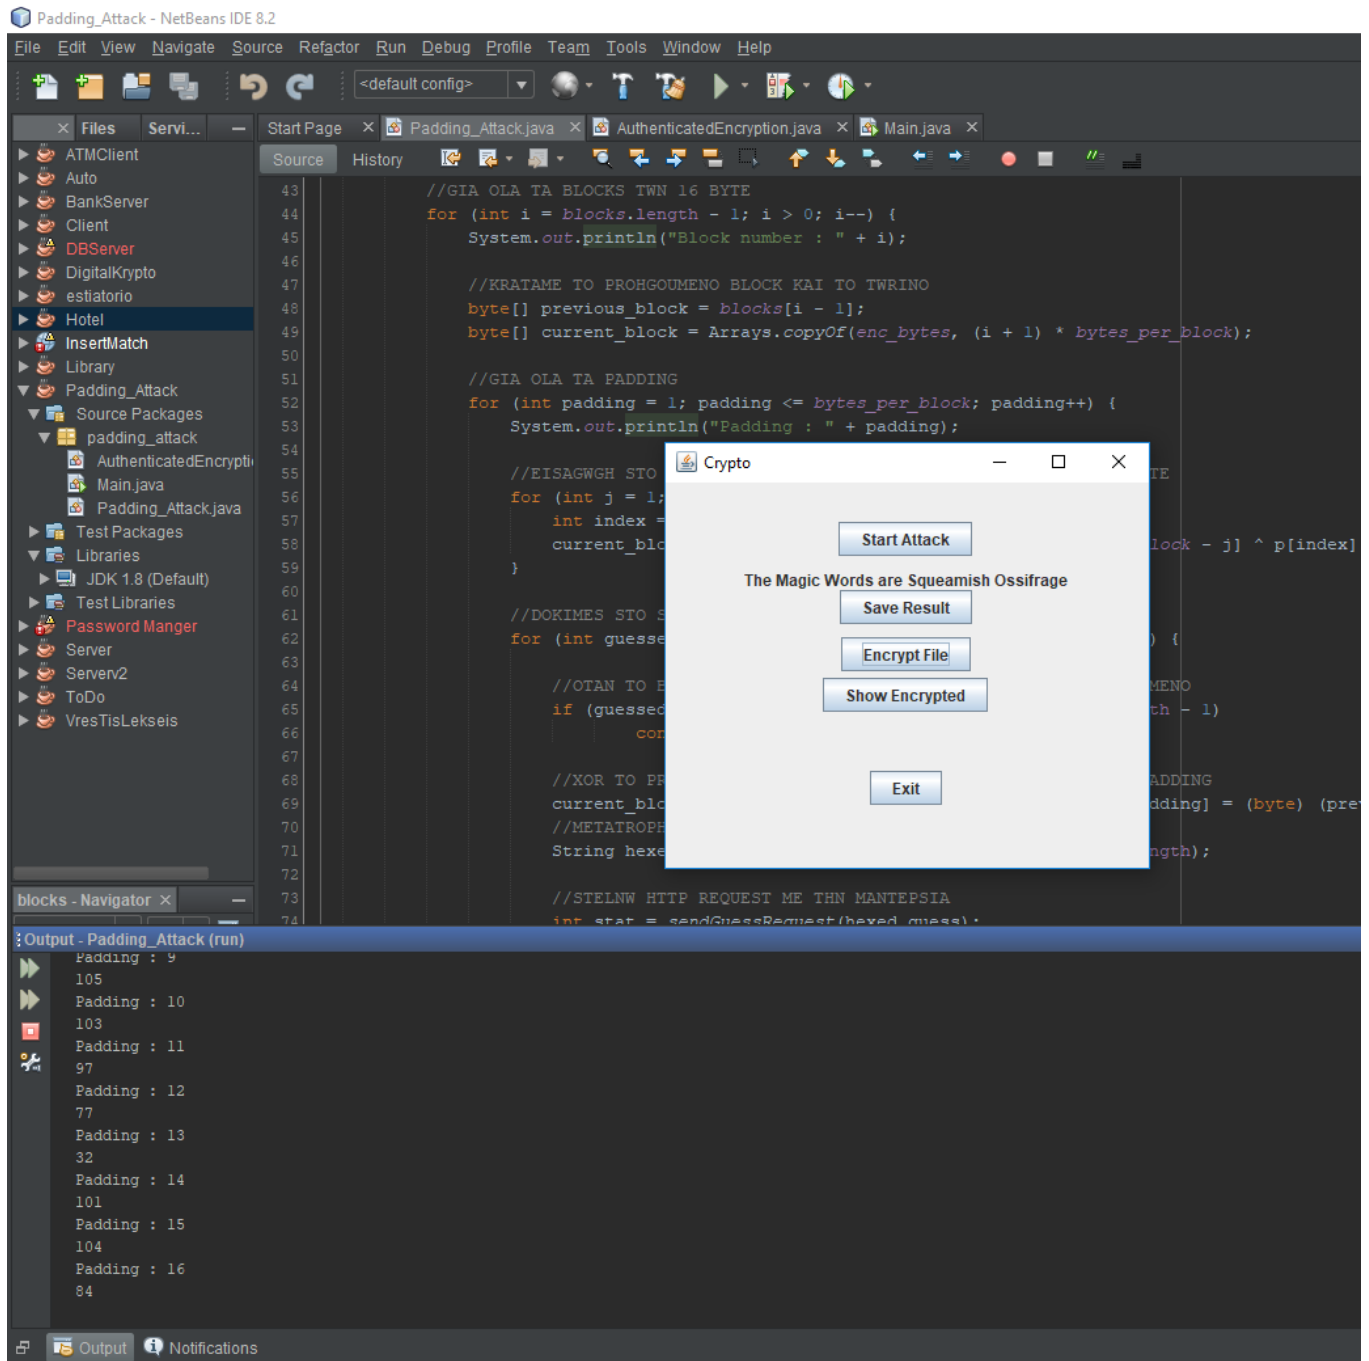 Padding_Attack - NetBeans IDE 8.2
File Edit View Navigate Source Refactor Run Debug Profile Team Tools Window Help
<default config>
Files Servi...
Start Page Padding_Attack.java AuthenticatedEncryption.java Main.java
Source History
ATMClient
Auto
BankServer
Client
DBServer
DigitalKrypto
estiatorio
Hotel
InsertMatch
Library
Padding_Attack
Source Packages
padding_attack
AuthenticatedEncrypti
Main.java
Padding_Attack.java
Test Packages
Libraries
JDK 1.8 (Default)
Test Libraries
Password Manger
Server
Serverv2
ToDo
VresTisLekseis
43 //GIA OLA TA BLOCKS TWN 16 BYTE
44 for (int i = blocks.length - 1; i > 0; i--) {
45 System.out.println("Block number : " + i);
46
47 //KRATAME TO PROHGOUMENO BLOCK KAI TO TWRINO
48 byte[] previous_block = blocks[i - 1];
49 byte[] current_block = Arrays.copyOf(enc_bytes, (i + 1) * bytes_per_block);
50
51 //GIA OLA TA PADDING
52 for (int padding = 1; padding <= bytes_per_block; padding++) {
53 System.out.println("Padding : " + padding);
54
55 //EISAGWGH STO TE
56 for (int j = 1;
57 int index =
58 current_blo lock - j] ^ p[index]
59 }
60
61 //DOKIMES STO S
62 for (int guesse ) {
63
64 //OTAN TO MENO
65 if (guessed th - 1)
66 con
67
68 //XOR TO PR ADDING
69 current_blo dding] = (byte) (pre
70 //METATROPH
71 String hexe ngth);
72
73 //STELNW HTTP REQUEST ME THN MANTEPSIA
74 int stat = sendGuessRequest(hexed_guess);
Crypto
Start Attack
The Magic Words are Squeamish Ossifrage
Save Result
Encrypt File
Show Encrypted
Exit
blocks - Navigator
Output - Padding_Attack (run)
Padding : 9
105
Padding : 10
103
Padding : 11
97
Padding : 12
77
Padding : 13
32
Padding : 14
101
Padding : 15
104
Padding : 16
84
Output Notifications